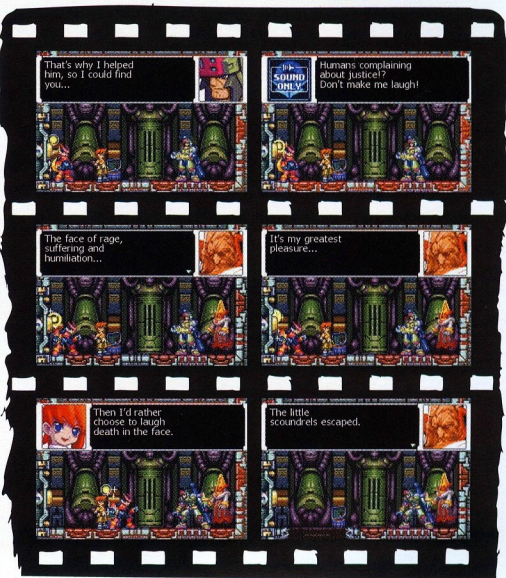 That's why I helped
him, so I could find
you...
SOUND
ONLY
Humans complaining
about justice!?
Don't make me laugh!
The face of rage,
suffering and
humiliation...
It's my greatest
pleasure...
Then I'd rather
choose to laugh
death in the face.
The little
scoundrels escaped.